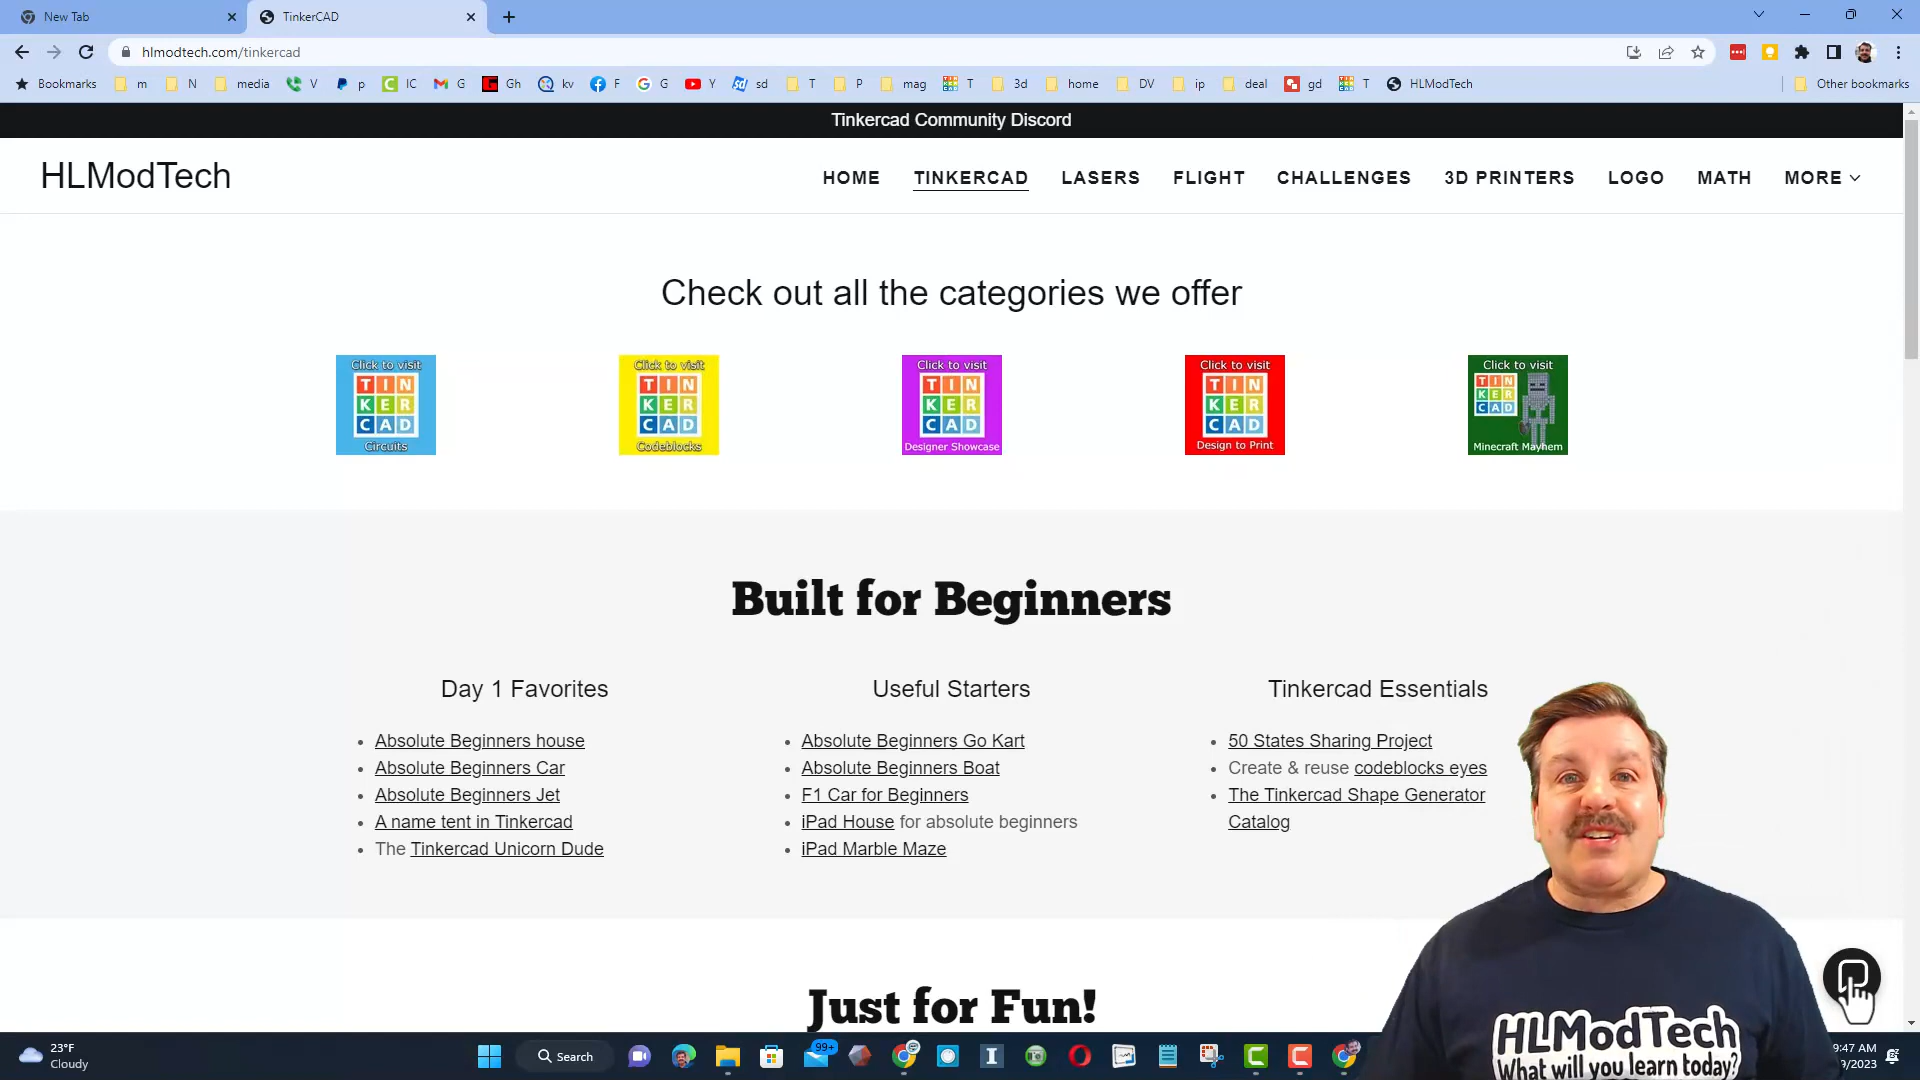 New Tab
TinkerCAD
hlmodtech.com/tinkercad
Bookmarks m N media V p IC G Gh kv F G Y sd T P mag T 3d home DV ip deal gd T HLModTech Other bookmarks
Tinkercad Community Discord
HLModTech
HOME TINKERCAD LASERS FLIGHT CHALLENGES 3D PRINTERS LOGO MATH MORE
Check out all the categories we offer
Click to visit
TIN
KER
CAD
Circuits
Click to visit
TIN
KER
CAD
Codeblocks
Click to visit
TIN
KER
CAD
Designer Showcase
Click to visit
TIN
KER
CAD
Design to Print
Click to visit
TIN
KER
CAD
Minecraft Mayhem
Built for Beginners
Day 1 Favorites
Absolute Beginners house
Absolute Beginners Car
Absolute Beginners Jet
A name tent in Tinkercad
The Tinkercad Unicorn Dude
Useful Starters
Absolute Beginners Go Kart
Absolute Beginners Boat
F1 Car for Beginners
iPad House for absolute beginners
iPad Marble Maze
Tinkercad Essentials
50 States Sharing Project
Create & reuse codeblocks eyes
The Tinkercad Shape Generator
Catalog
Just for Fun!
HLModTech
What will you learn today?
23°F
Cloudy
Search
99+
9:47 AM
9/2023